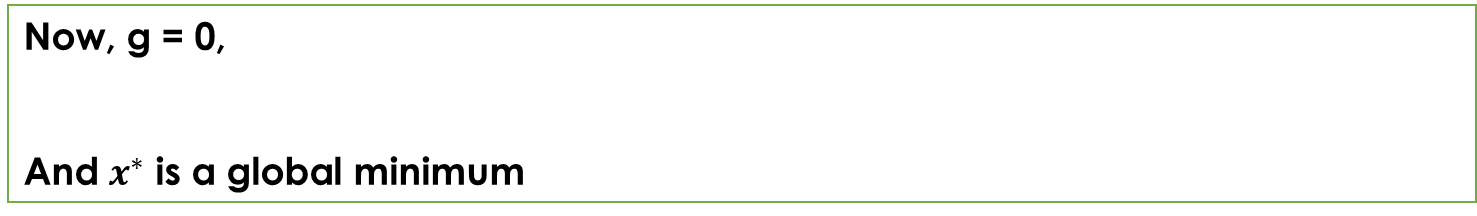 Now, g = 0,
And x* is a global minimum